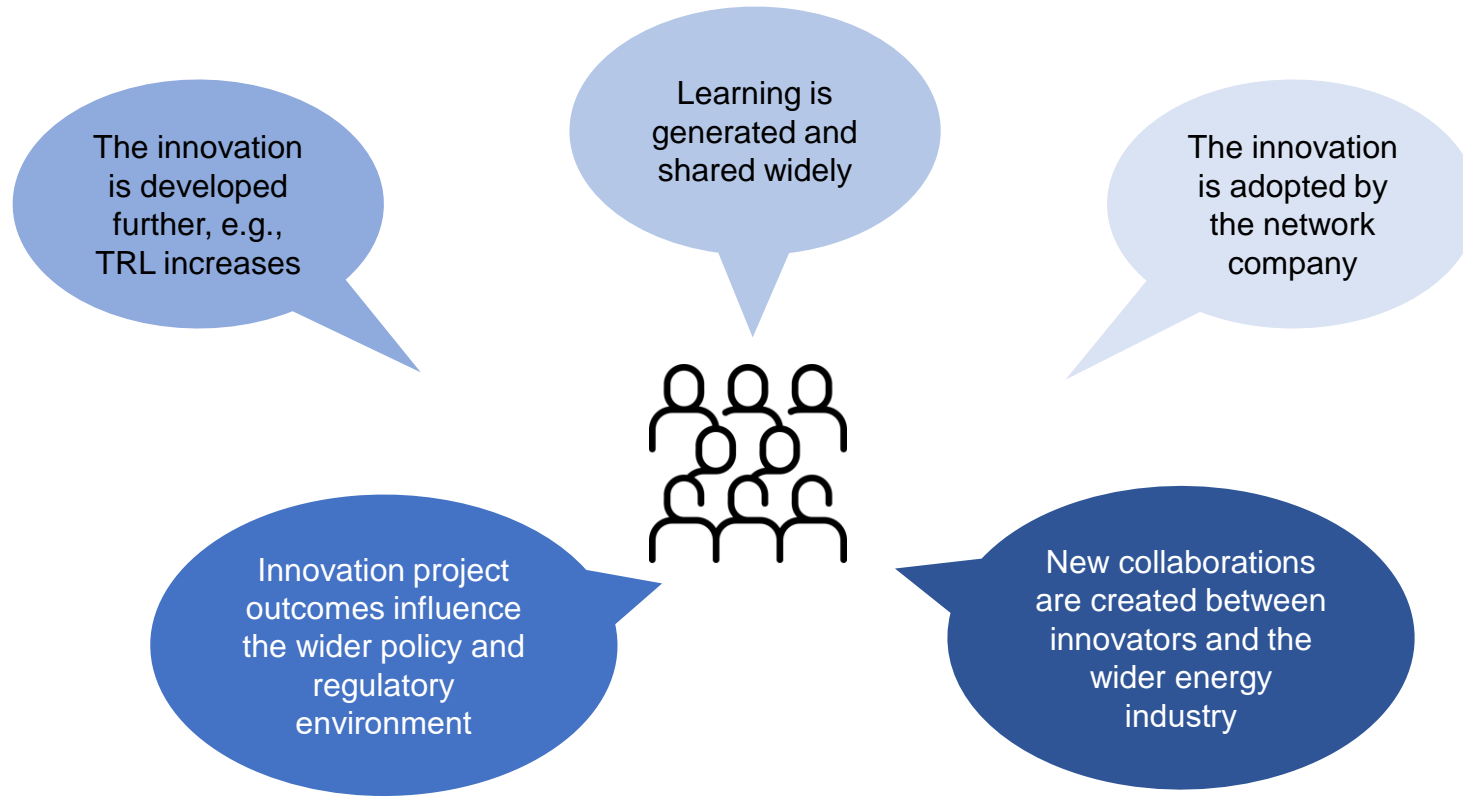 The innovation
is developed
further, e.g.,
TRL increases
Learning is
generated and
shared widely
The innovation
is adopted by
the network
company
Innovation project
outcomes influence
the wider policy and
regulatory
environment
New collaborations
are created between
innovators and the
wider energy
industry